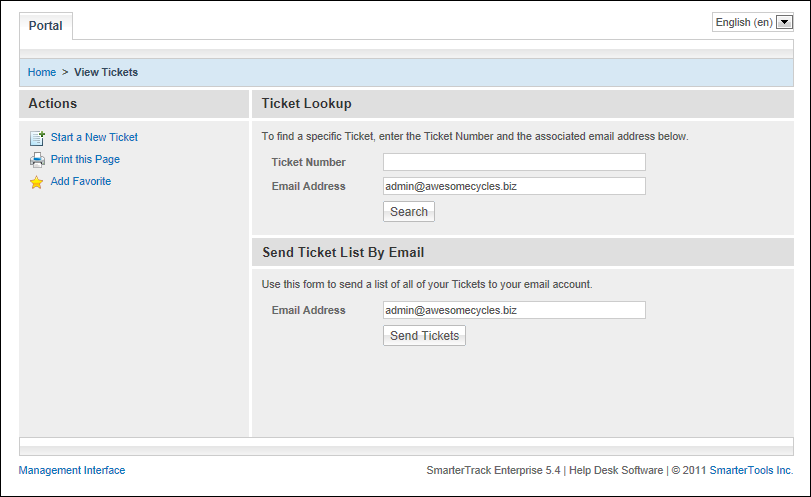 Portal
English (en)
Home > View Tickets
Actions
Start a New Ticket
Print this Page
Add Favorite
Ticket Lookup
To find a specific Ticket, enter the Ticket Number and the associated email address below.
Ticket Number
Email Address admin@awesomecycles.biz
Search
Send Ticket List By Email
Use this form to send a list of all of your Tickets to your email account.
Email Address admin@awesomecycles.biz
Send Tickets
Management Interface SmarterTrack Enterprise 5.4 | Help Desk Software | © 2011 SmarterTools Inc.